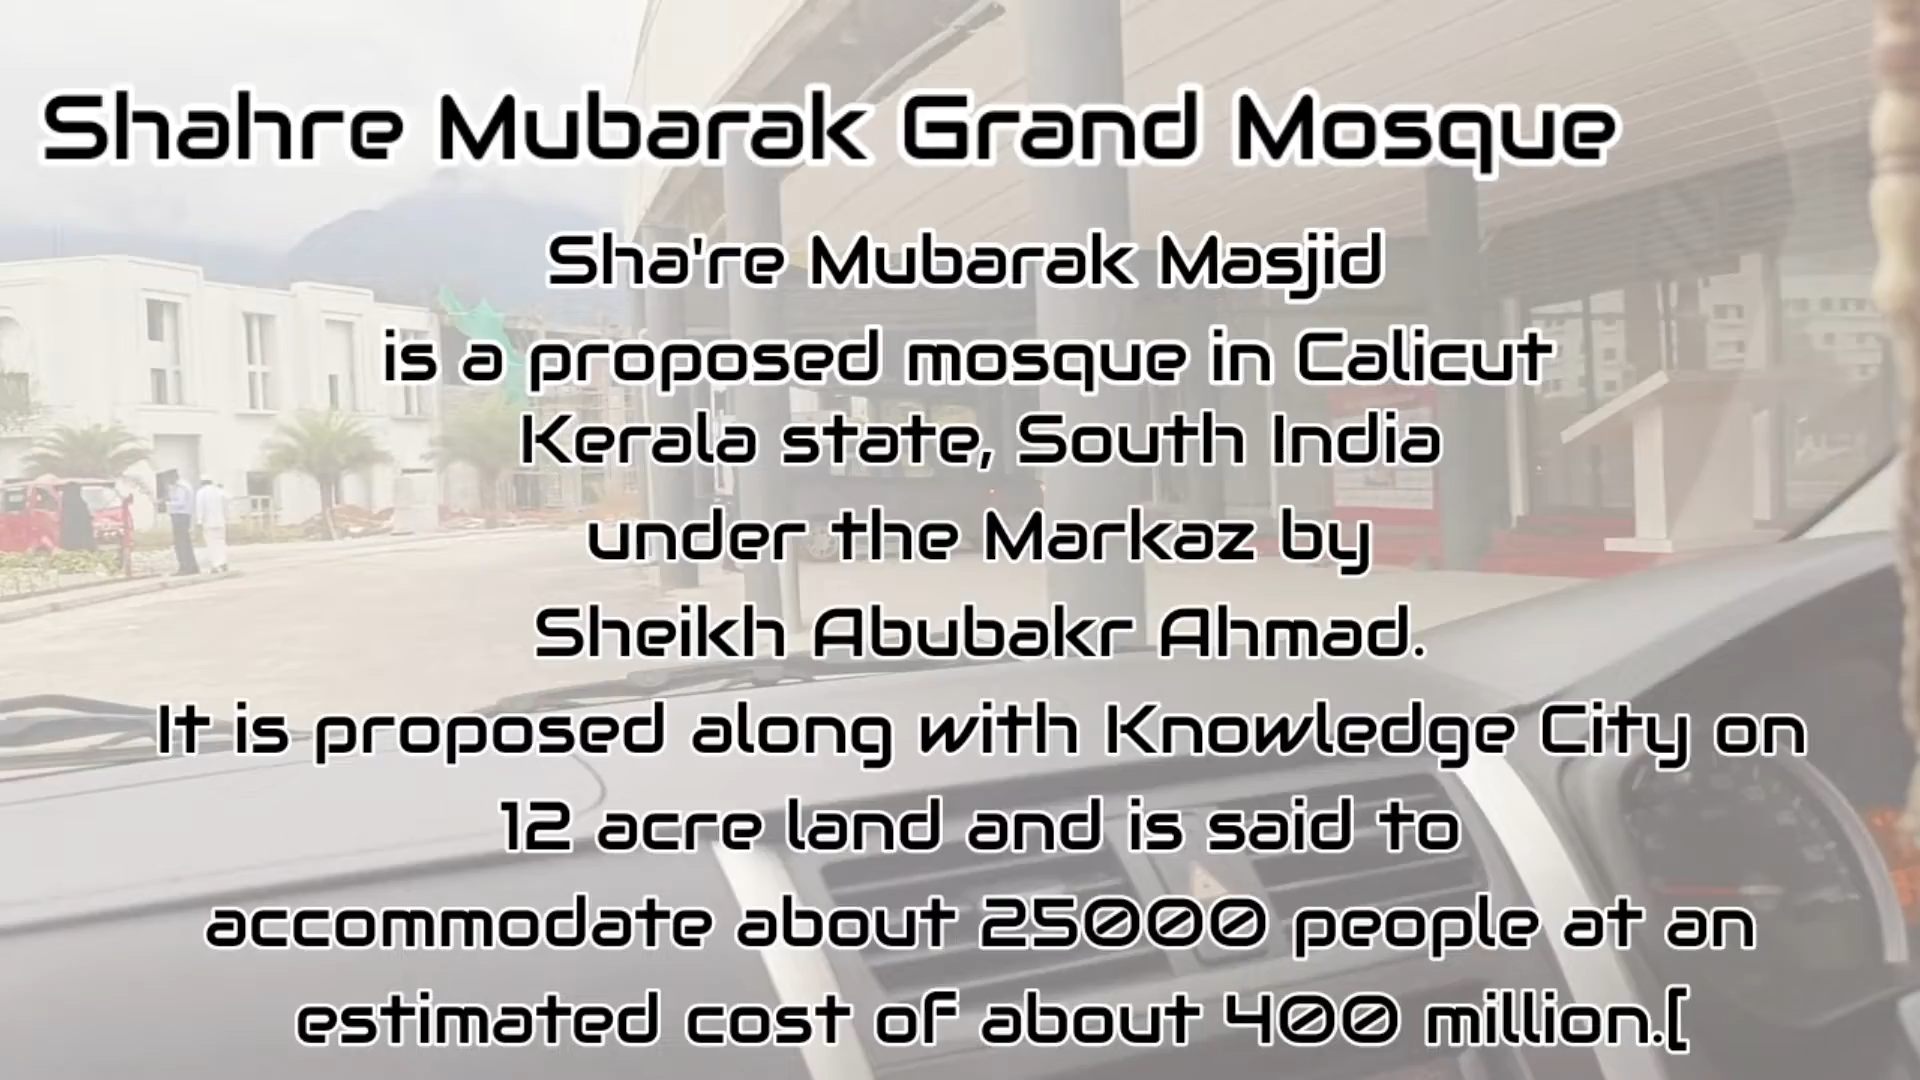 Shahre Mubarak Grand Mosque
Sha're Mubarak Masjid
is a proposed mosque in Calicut
Kerala state, South India
under the Markaz by
Sheikh Abubakr Ahmad.
It is proposed along with Knowledge City on
12 acre land and is said to
accommodate about 25000 people at an
estimated cost of about 400 million.[